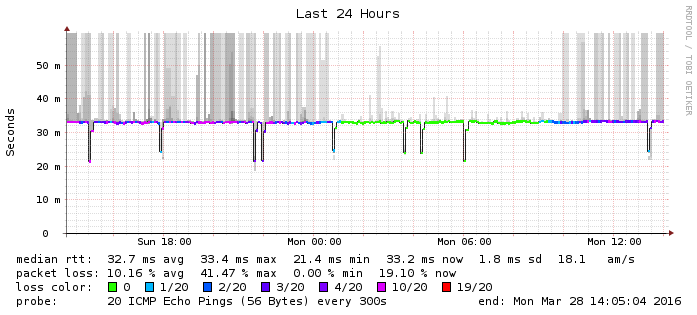 Last 24 Hours
RRDTOOL / TOBI OETIKER
Seconds
50 m
40 m
30 m
20 m
10 m
0
Sun 18:00 Mon 00:00 Mon 06:00 Mon 12:00
median rtt: 32.7 ms avg 33.4 ms max 21.4 ms min 33.2 ms now 1.8 ms sd 18.1 am/s
packet loss: 10.16 % avg 41.47 % max 0.00 % min 19.10 % now
loss color: 0 1/20 2/20 3/20 4/20 10/20 19/20
probe: 20 ICMP Echo Pings (56 Bytes) every 300s end: Mon Mar 28 14:05:04 2016